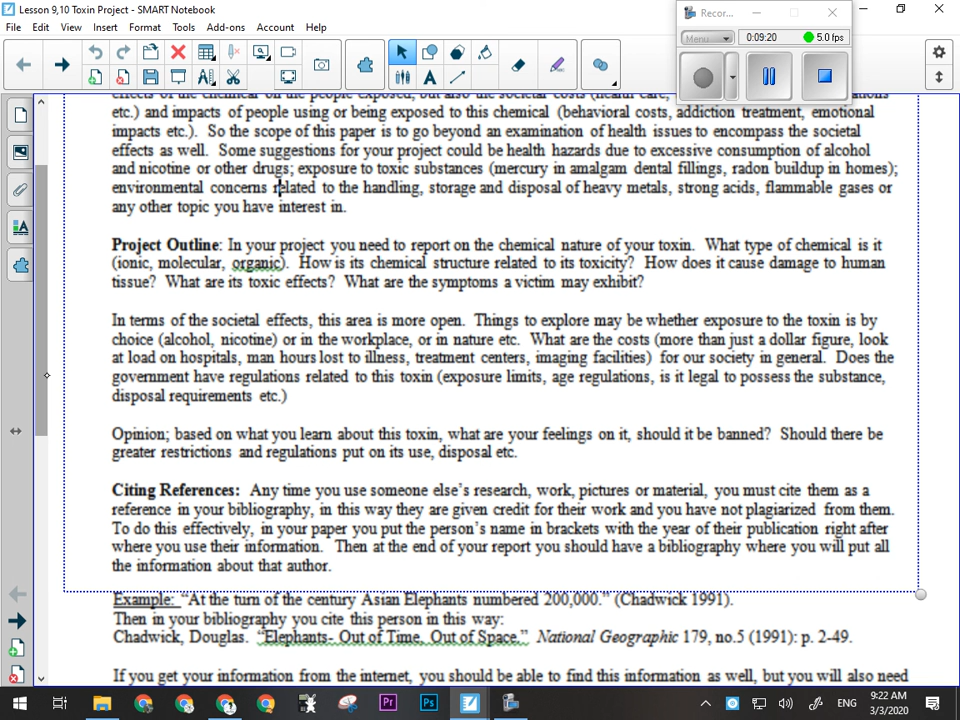 Lesson 9,10 Toxin Project - SMART Notebook
Recor...
File Edit View Insert Format Tools Add-ons Account Help
Menu 0:09:20 5.0 fps
effects of the chemical on the people exposed, but also the societal costs (health care,
etc.) and impacts of people using or being exposed to this chemical (behavioral costs, addiction treatment, emotional
impacts etc.). So the scope of this paper is to go beyond an examination of health issues to encompass the societal
effects as well. Some suggestions for your project could be health hazards due to excessive consumption of alcohol
and nicotine or other drugs; exposure to toxic substances (mercury in amalgam dental fillings, radon buildup in homes);
environmental concerns related to the handling, storage and disposal of heavy metals, strong acids, flammable gases or
any other topic you have interest in.
Project Outline: In your project you need to report on the chemical nature of your toxin. What type of chemical is it
(ionic, molecular, organic). How is its chemical structure related to its toxicity? How does it cause damage to human
tissue? What are its toxic effects? What are the symptoms a victim may exhibit?
In terms of the societal effects, this area is more open. Things to explore may be whether exposure to the toxin is by
choice (alcohol, nicotine) or in the workplace, or in nature etc. What are the costs (more than just a dollar figure, look
at load on hospitals, man hours lost to illness, treatment centers, imaging facilities) for our society in general. Does the
government have regulations related to this toxin (exposure limits, age regulations, is it legal to possess the substance,
disposal requirements etc.)
Opinion; based on what you learn about this toxin, what are your feelings on it, should it be banned? Should there be
greater restrictions and regulations put on its use, disposal etc.
Citing References: Any time you use someone else's research, work, pictures or material, you must cite them as a
reference in your bibliography, in this way they are given credit for their work and you have not plagiarized from them.
To do this effectively, in your paper you put the person's name in brackets with the year of their publication right after
where you use their information. Then at the end of your report you should have a bibliography where you will put all
the information about that author.
Example: "At the turn of the century Asian Elephants numbered 200,000." (Chadwick 1991).
Then in your bibliography you cite this person in this way:
Chadwick, Douglas. "Elephants- Out of Time, Out of Space." National Geographic 179, no.5 (1991): p. 2-49.
If you get your information from the internet, you should be able to find this information as well, but you will also need
Pr Ps ENG 9:22 AM
3/3/2020